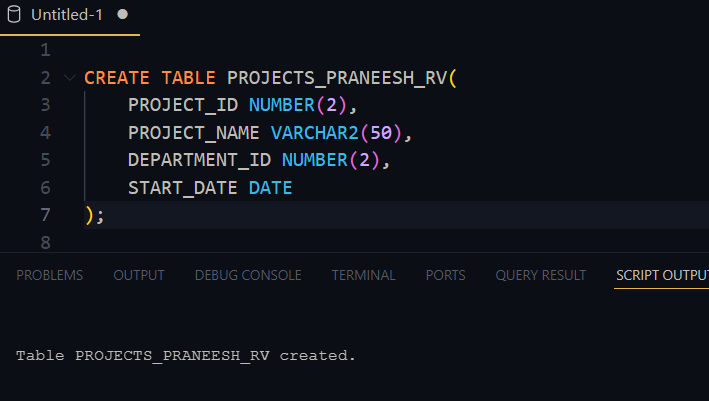 Untitled-1
1
2 CREATE TABLE PROJECTS_PRANEESH_RV(
3 PROJECT_ID NUMBER(2),
4 PROJECT_NAME VARCHAR2(50),
5 DEPARTMENT_ID NUMBER(2),
6 START_DATE DATE
7 );
8
PROBLEMS OUTPUT DEBUG CONSOLE TERMINAL PORTS QUERY RESULT SCRIPT OUTPUT
Table PROJECTS_PRANEESH_RV created.